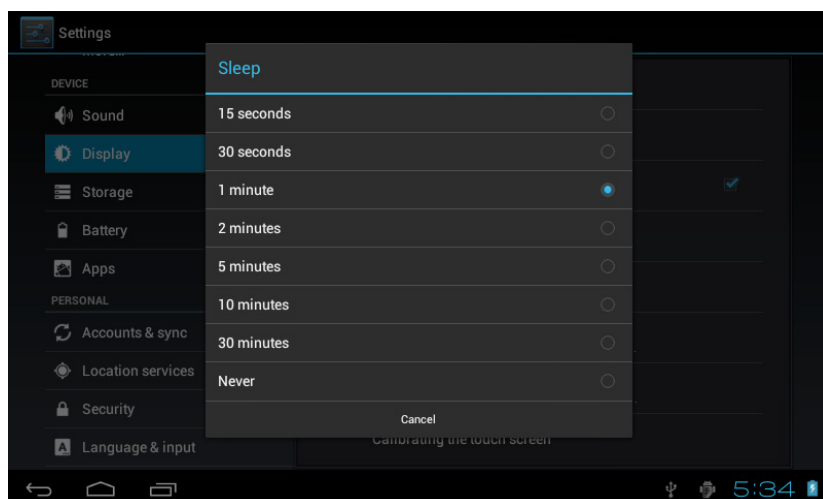 Settings
DEVICE
Sound
Display
Storage
Battery
Apps
PERSONAL
Accounts & sync
Location services
Security
Language & input
Sleep
15 seconds
30 seconds
1 minute
2 minutes
5 minutes
10 minutes
30 minutes
Never
Cancel
Calibrating the touch screen
5:34